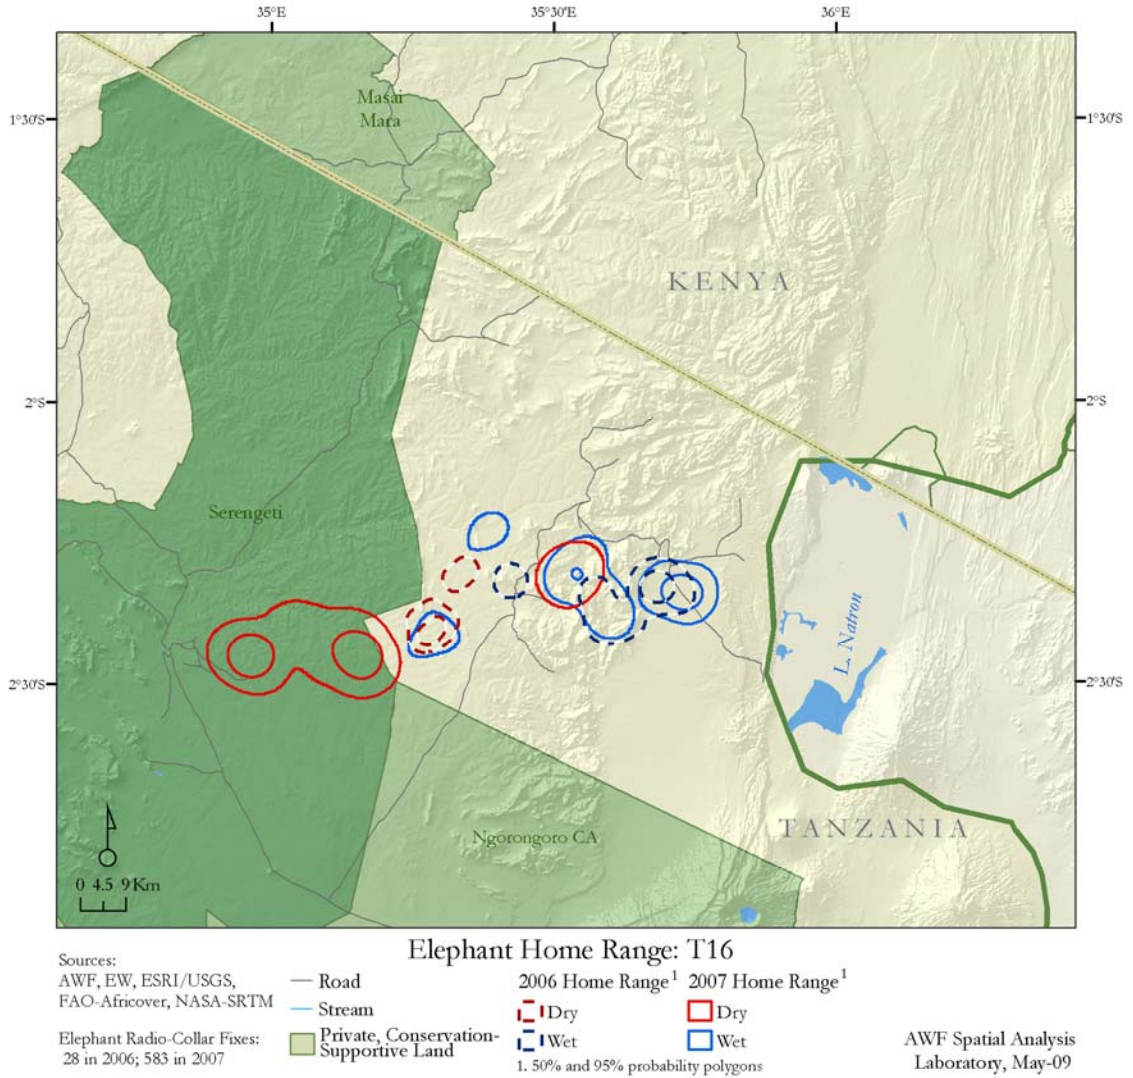 35°E
35°30'E
36°E
Masai
Mara
1°30'S
1°30'S
KENYA
2°S
2°S
Serengeti
L. Natron
2°30'S
2°30'S
Ngorongoro CA
TANZANIA
0 4.5 9 Km
Elephant Home Range: T16
Sources:
AWF, EW, ESRI/USGS,
FAO-Africover, NASA-SRTM
Elephant Radio-Collar Fixes:
28 in 2006; 583 in 2007
Road
Stream
Private, Conservation-
Supportive Land
2006 Home Range¹
Dry
Wet
2007 Home Range¹
Dry
Wet
1. 50% and 95% probability polygons
AWF Spatial Analysis
Laboratory, May-09